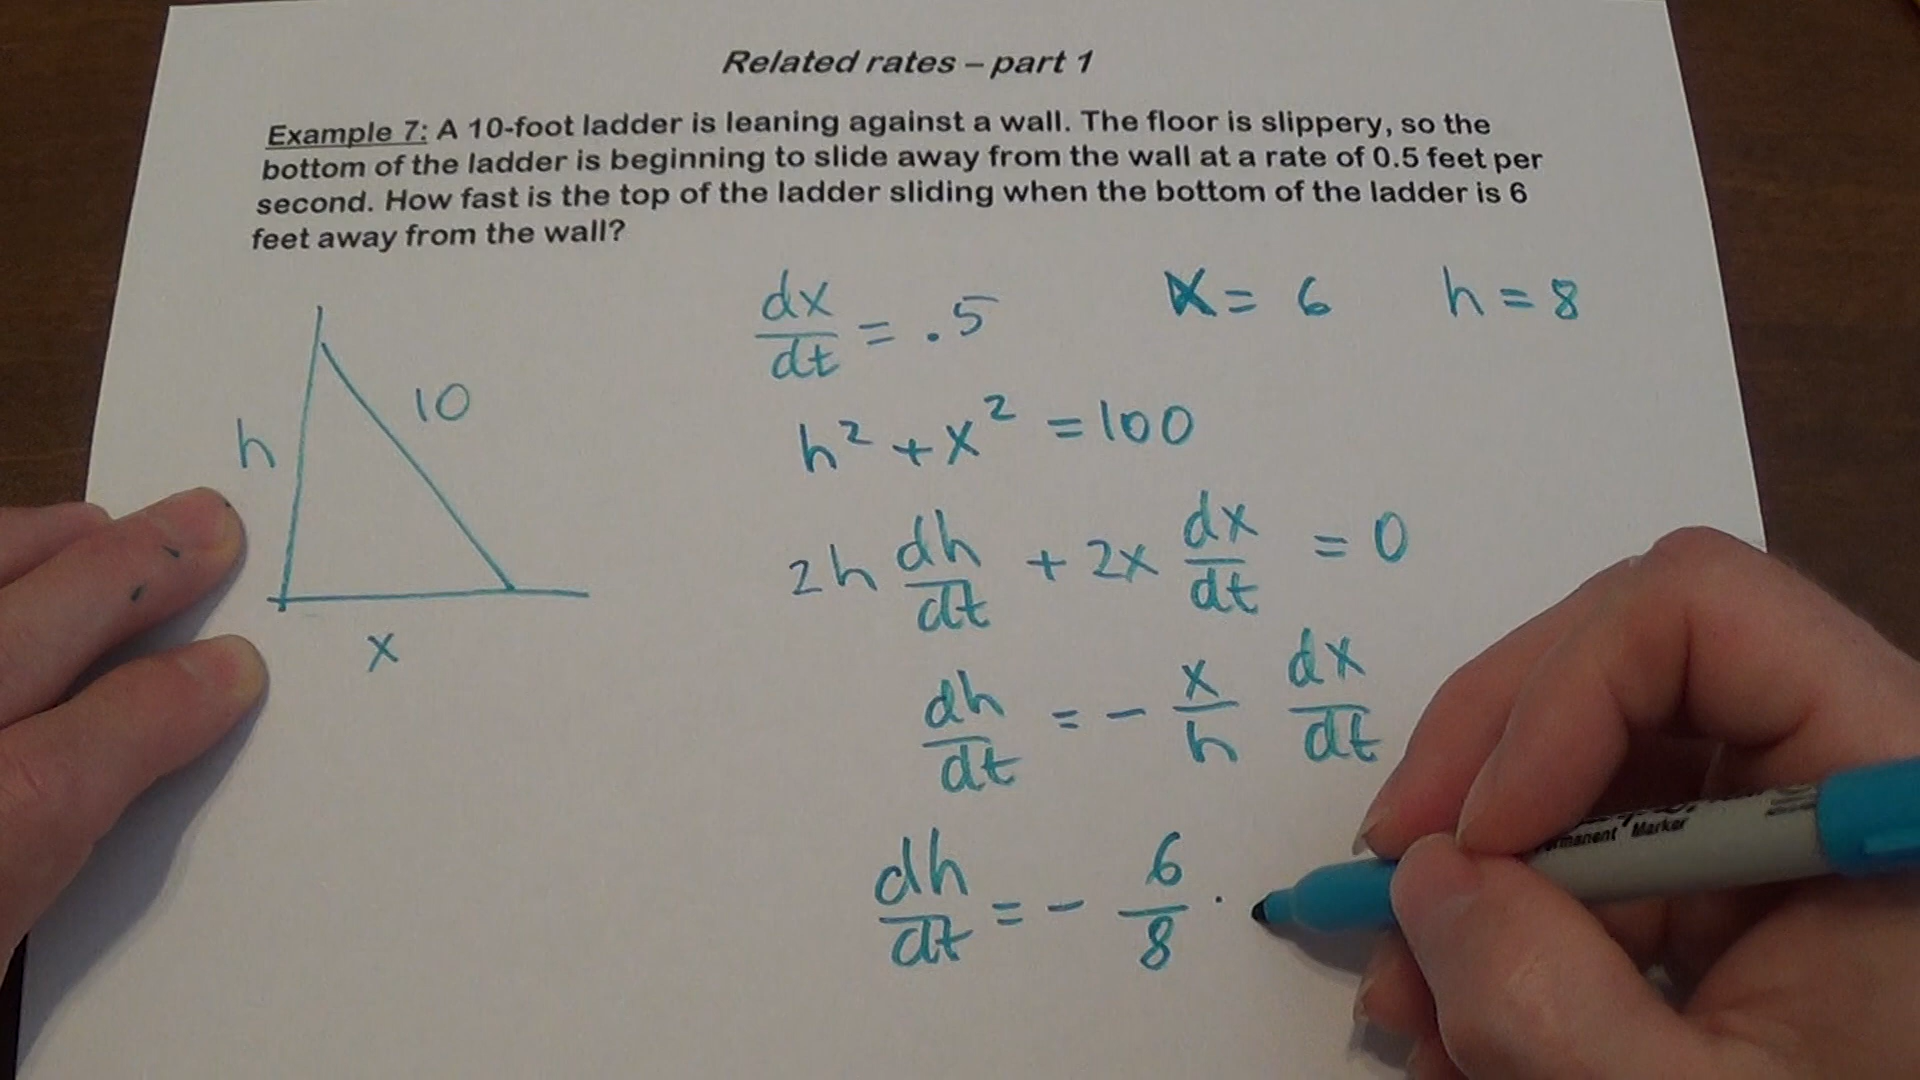 Related rates – part 1
Example 7: A 10-foot ladder is leaning against a wall. The floor is slippery, so the
bottom of the ladder is beginning to slide away from the wall at a rate of 0.5 feet per
second. How fast is the top of the ladder sliding when the bottom of the ladder is 6
feet away from the wall?
dx/dt = .5 x = 6 h = 8
10
h
x
h² + x² = 100
2h dh/dt + 2x dx/dt = 0
dh/dt = - x/h dx/dt
dh/dt = - 6/8 ·
Marker